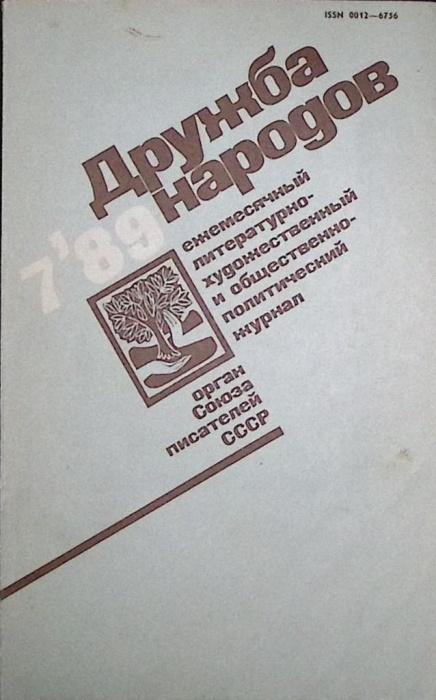 ISSN 0012—6756
Дружба
народов
7'89
ежемесячный
литературно-
художественный
и общественно-
политический
журнал
орган
Союза
писателей
СССР